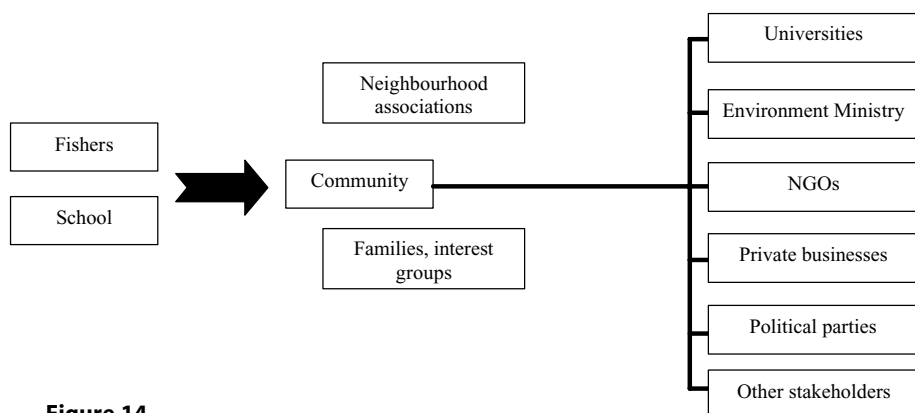 Fishers
School
Neighbourhood
associations
Community
Families, interest
groups
Universities
Environment Ministry
NGOs
Private businesses
Political parties
Other stakeholders
Figure 14